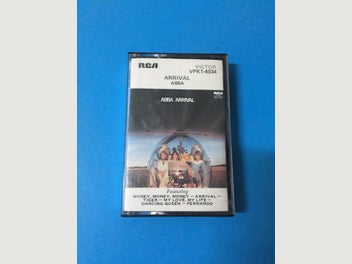 RCA
VICTOR
VPK1-4034
ARRIVAL
ABBA
ABBA ARRIVAL
Featuring
MONEY, MONEY, MONEY – ARRIVAL –
TIGER – MY LOVE, MY LIFE –
DANCING QUEEN – FERNANDO